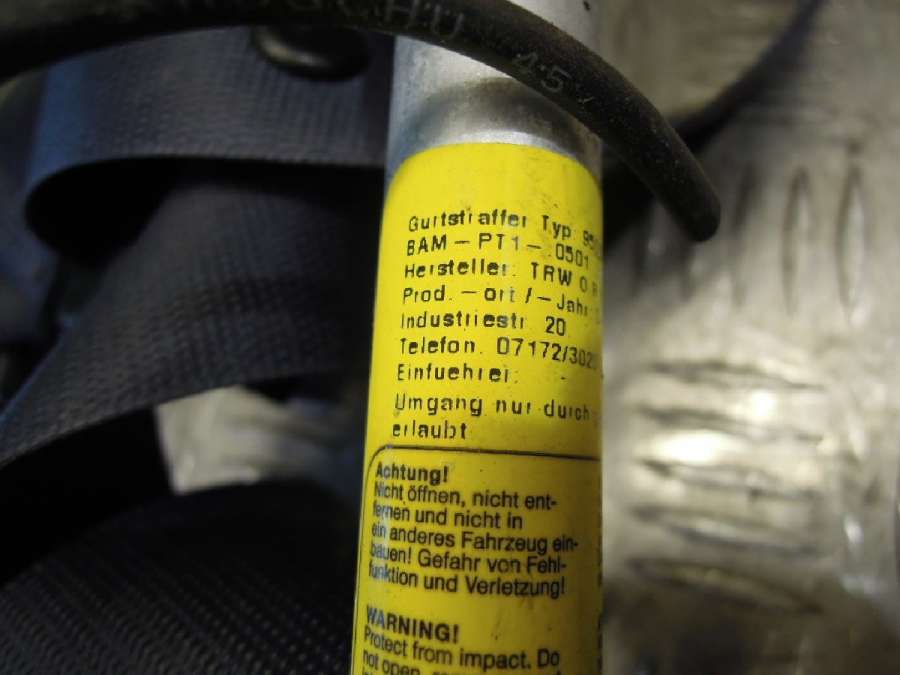 4.5
Gurtstraffer Typ
BAM-PT1- 0501
Hersteller: TRW
Prod.-ort/-Jahr
Industriestr. 20
Telefon. 07172/302
Einfuehrer: -
Umgang nur durch
erlaubt
Achtung!
Nicht öffnen, nicht ent-
fernen und nicht in
ein anderes Fahrzeug ein-
bauen! Gefahr von Fehl-
funktion und Verletzung!
WARNING!
Protect from impact. Do
not open,